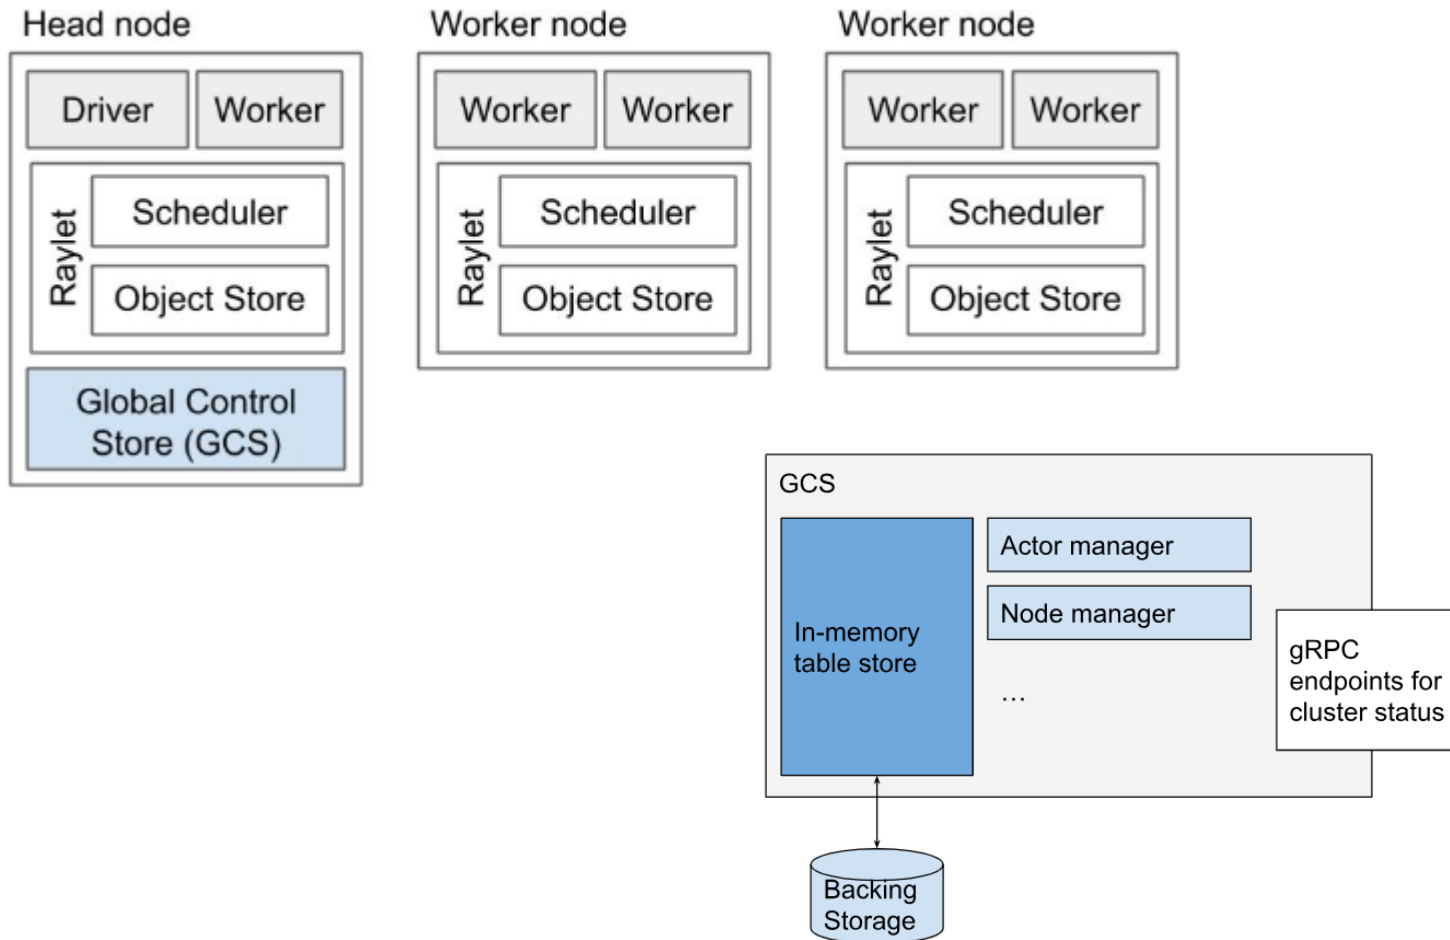 Head node
Worker node
Worker node
Driver
Worker
Worker
Worker
Worker
Worker
Raylet
Scheduler
Object Store
Raylet
Scheduler
Object Store
Raylet
Scheduler
Object Store
Global Control
Store (GCS)
GCS
In-memory
table store
Actor manager
Node manager
...
gRPC
endpoints for
cluster status
Backing
Storage